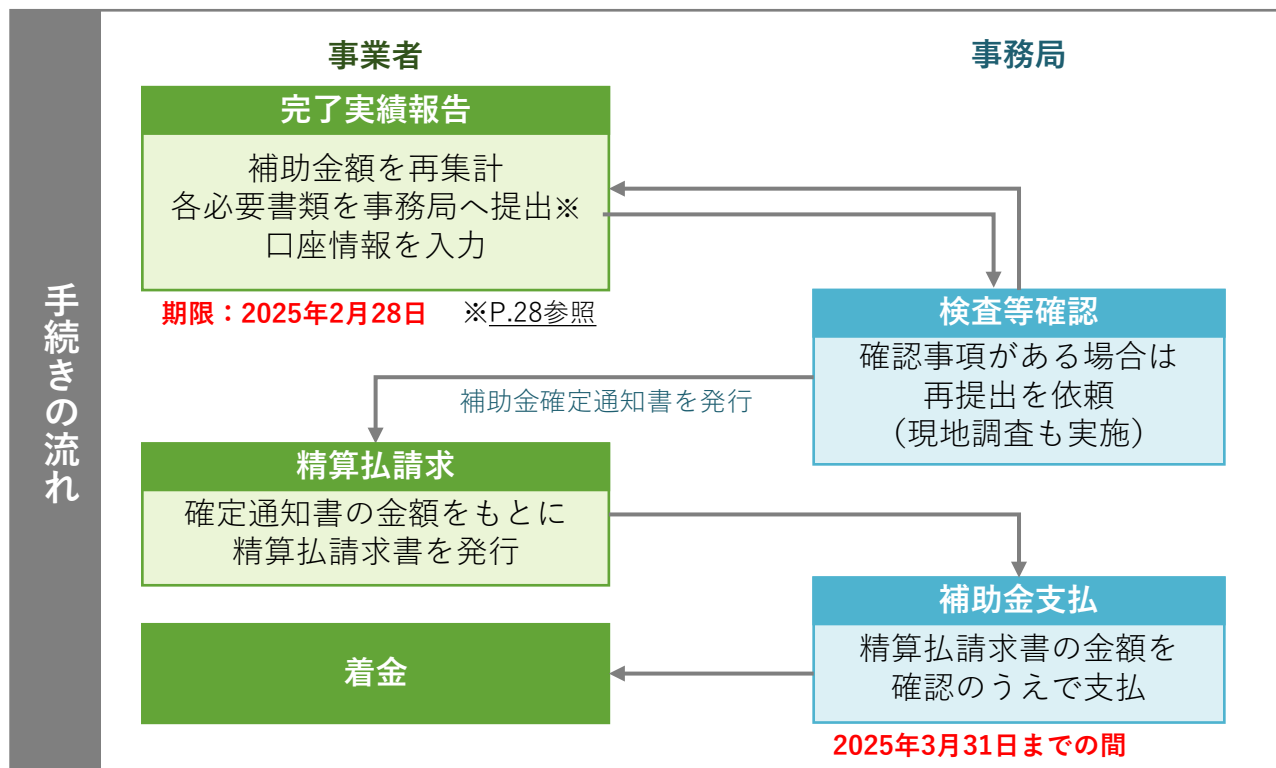 手続きの流れ
事業者
事務局
完了実績報告
補助金額を再集計
各必要書類を事務局へ提出※
口座情報を入力
期限：2025年2月28日 ※P.28参照
検査等確認
確認事項がある場合は
再提出を依頼
（現地調査も実施）
補助金確定通知書を発行
精算払請求
確定通知書の金額をもとに
精算払請求書を発行
補助金支払
精算払請求書の金額を
確認のうえで支払
着金
2025年3月31日までの間